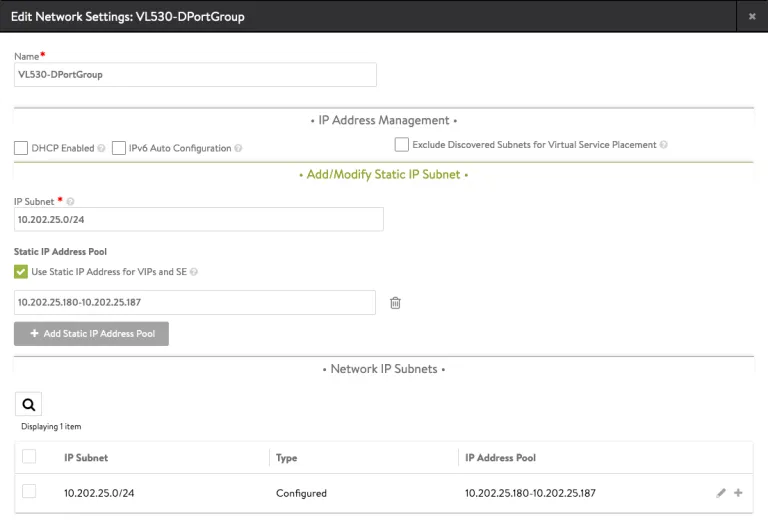 Edit Network Settings: VL530-DPortGroup
Name*
VL530-DPortGroup
• IP Address Management •
DHCP Enabled ? IPv6 Auto Configuration ? Exclude Discovered Subnets for Virtual Service Placement ?
• Add/Modify Static IP Subnet •
IP Subnet * ?
10.202.25.0/24
Static IP Address Pool
Use Static IP Address for VIPs and SE ?
10.202.25.180-10.202.25.187
+ Add Static IP Address Pool
• Network IP Subnets •
Displaying 1 item
IP Subnet Type IP Address Pool
10.202.25.0/24 Configured 10.202.25.180-10.202.25.187